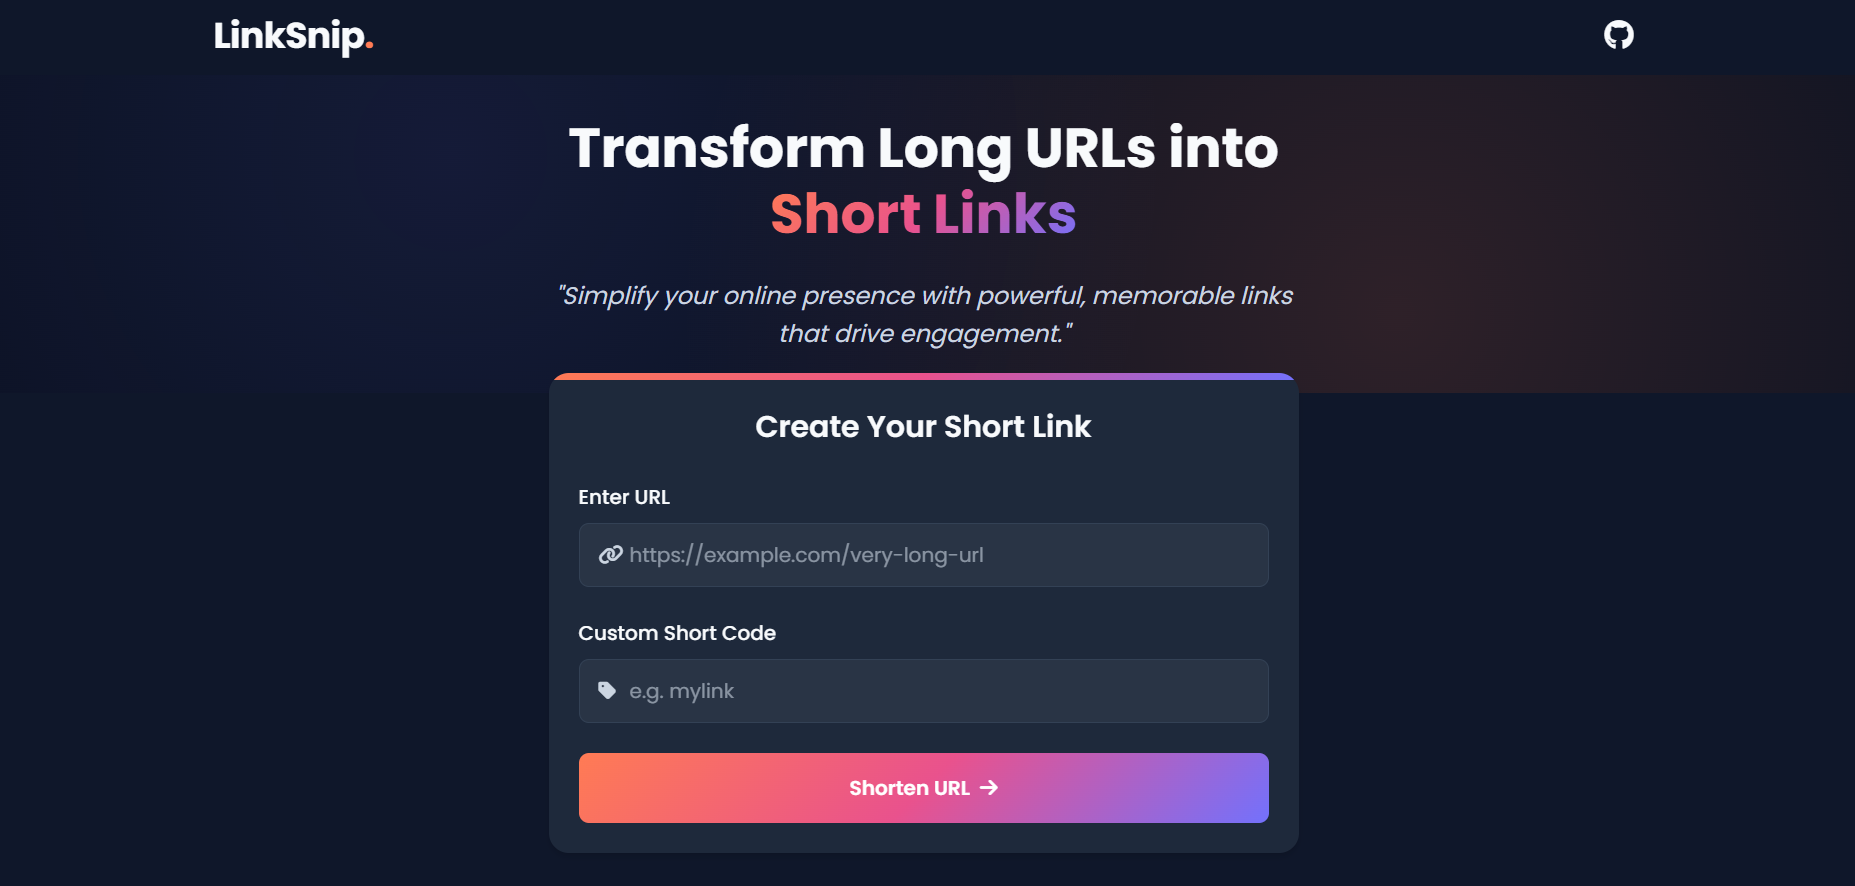 LinkSnip.
Transform Long URLs into
Short Links
"Simplify your online presence with powerful, memorable links
that drive engagement."
Create Your Short Link
Enter URL
https://example.com/very-long-url
Custom Short Code
e.g. mylink
Shorten URL →